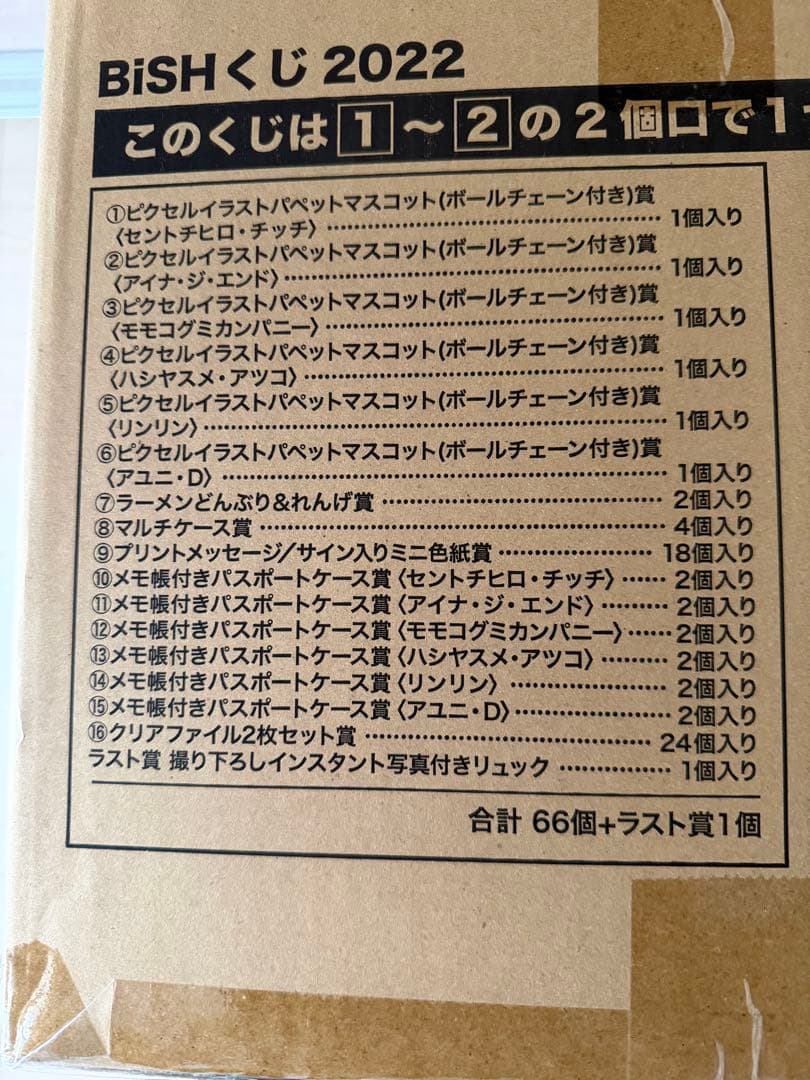 BiSHくじ 2022
このくじは 1 〜 2 の 2 個口で 1
①ピクセルイラストパペットマスコット(ボールチェーン付き)賞
〈セントチヒロ・チッチ〉 1個入り
②ピクセルイラストパペットマスコット(ボールチェーン付き)賞
〈アイナ・ジ・エンド〉 1個入り
③ピクセルイラストパペットマスコット(ボールチェーン付き)賞
〈モモコグミカンパニー〉 1個入り
④ピクセルイラストパペットマスコット(ボールチェーン付き)賞
〈ハシヤスメ・アツコ〉 1個入り
⑤ピクセルイラストパペットマスコット(ボールチェーン付き)賞
〈リンリン〉 1個入り
⑥ピクセルイラストパペットマスコット(ボールチェーン付き)賞
〈アユニ・D〉 1個入り
⑦ラーメンどんぶり&れんげ賞 2個入り
⑧マルチケース賞 4個入り
⑨プリントメッセージ/サイン入りミニ色紙賞 18個入り
⑩メモ帳付きパスポートケース賞〈セントチヒロ・チッチ〉 2個入り
⑪メモ帳付きパスポートケース賞〈アイナ・ジ・エンド〉 2個入り
⑫メモ帳付きパスポートケース賞〈モモコグミカンパニー〉 2個入り
⑬メモ帳付きパスポートケース賞〈ハシヤスメ・アツコ〉 2個入り
⑭メモ帳付きパスポートケース賞〈リンリン〉 2個入り
⑮メモ帳付きパスポートケース賞〈アユニ・D〉 2個入り
⑯クリアファイル2枚セット賞 24個入り
ラスト賞 撮り下ろしインスタント写真付きリュック 1個入り
合計 66個+ラスト賞1個